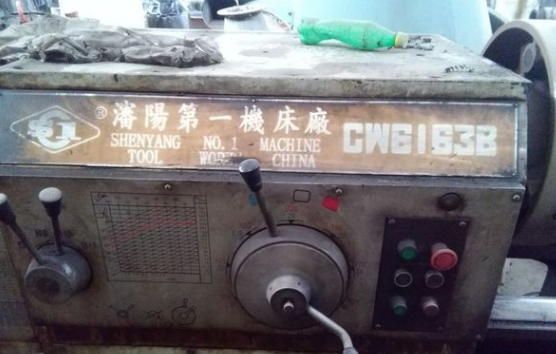 瀋陽第一機床廠
SHENYANG NO.1 MACHINE
TOOL WORKS CHINA
CW6163B